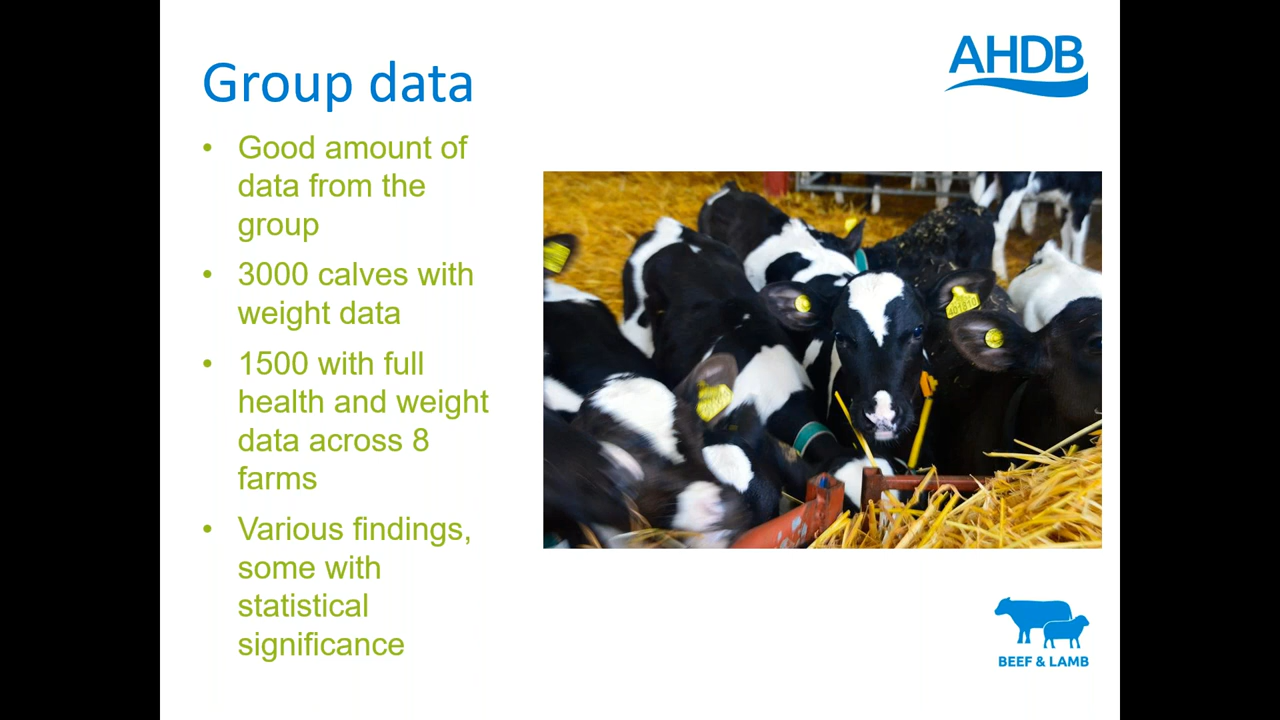 Group data
AHDB
• Good amount of
data from the
group
• 3000 calves with
weight data
• 1500 with full
health and weight
data across 8
farms
• Various findings,
some with
statistical
significance
BEEF & LAMB